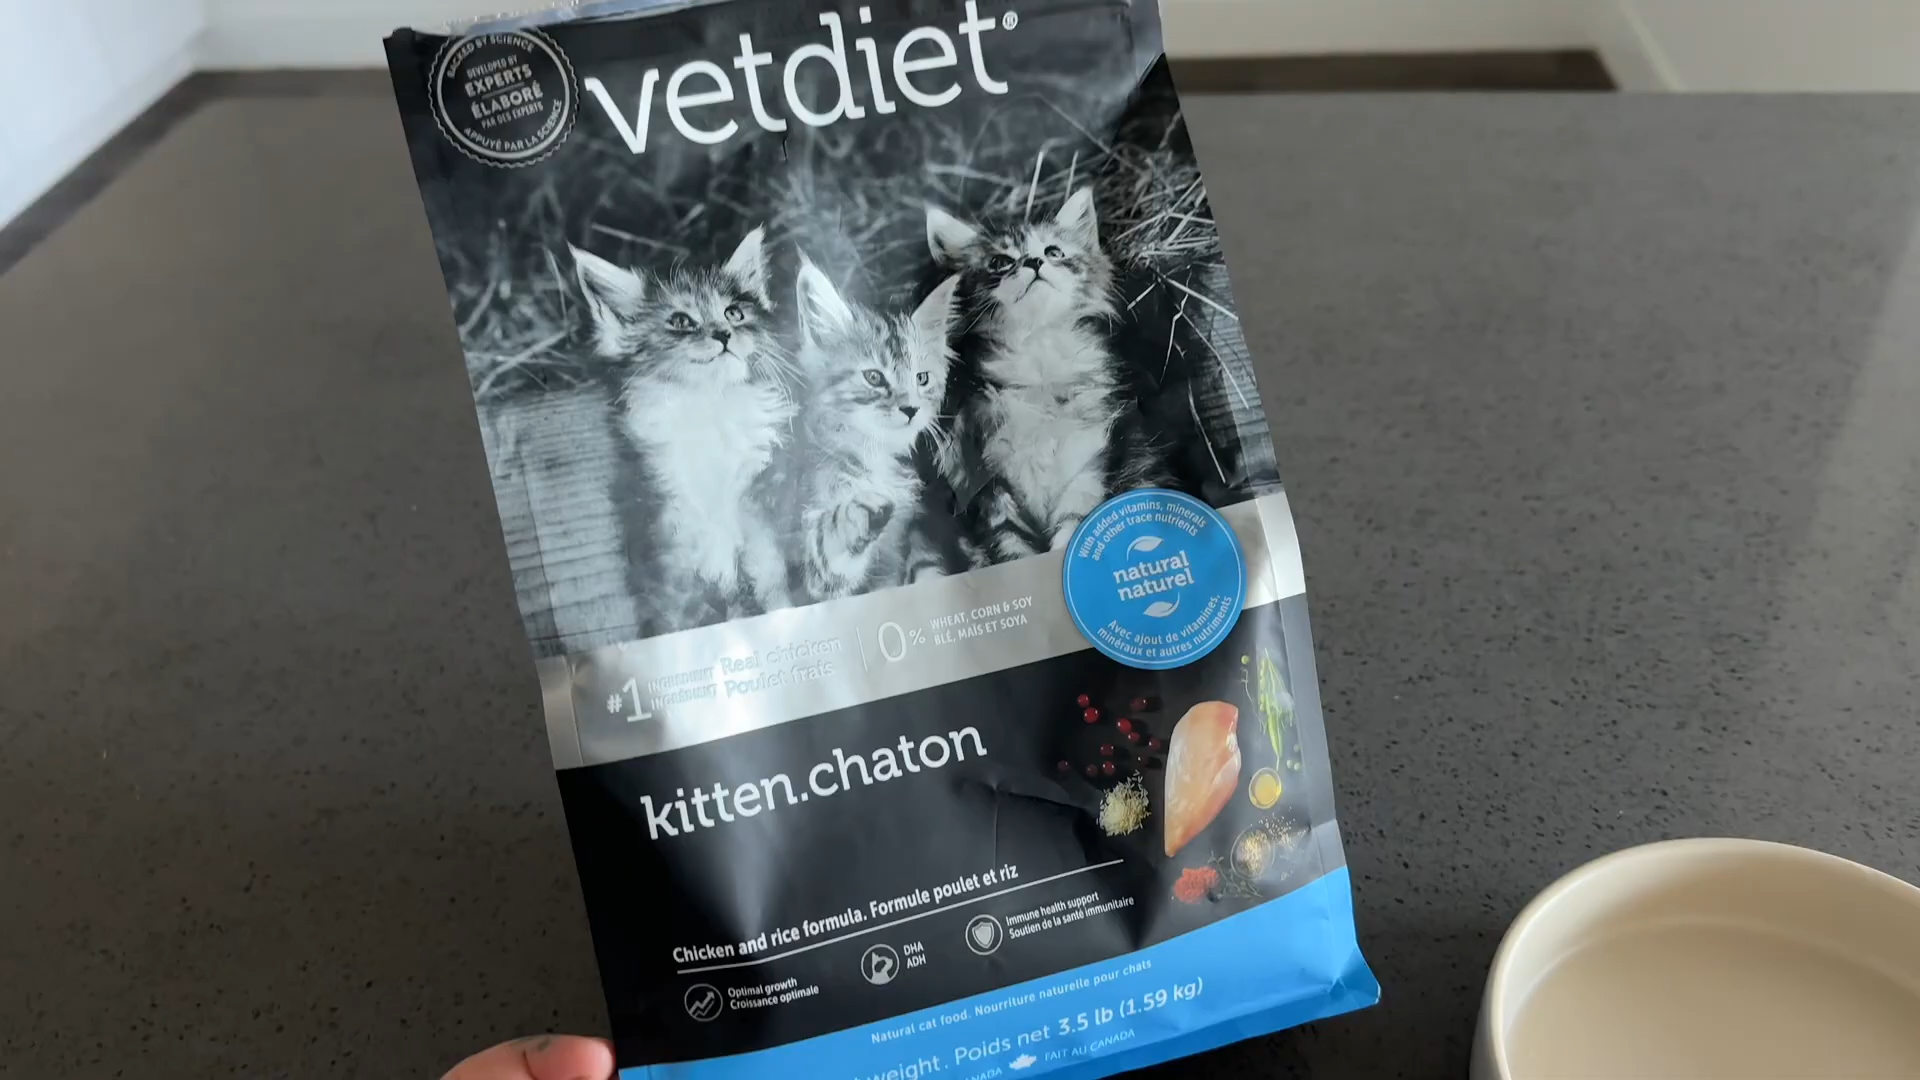 BACKED BY SCIENCE
DEVELOPED BY
EXPERTS
ÉLABORÉ
PAR DES EXPERTS
APPUYÉ PAR LA SCIENCE
vetdiet®
With added vitamins, minerals
and other trace nutrients
natural
naturel
Avec ajout de vitamines,
minéraux et autres nutriments
#1 INGREDIENT Real chicken
INGRÉDIENT Poulet frais
0% WHEAT, CORN & SOY
BLÉ, MAÏS ET SOYA
kitten.chaton
Chicken and rice formula. Formule poulet et riz
Optimal growth
Croissance optimale
DHA
ADH
Immune health support
Soutien de la santé immunitaire
Natural cat food. Nourriture naturelle pour chats
weight. Poids net 3.5 lb (1.59 kg)
FAIT AU CANADA